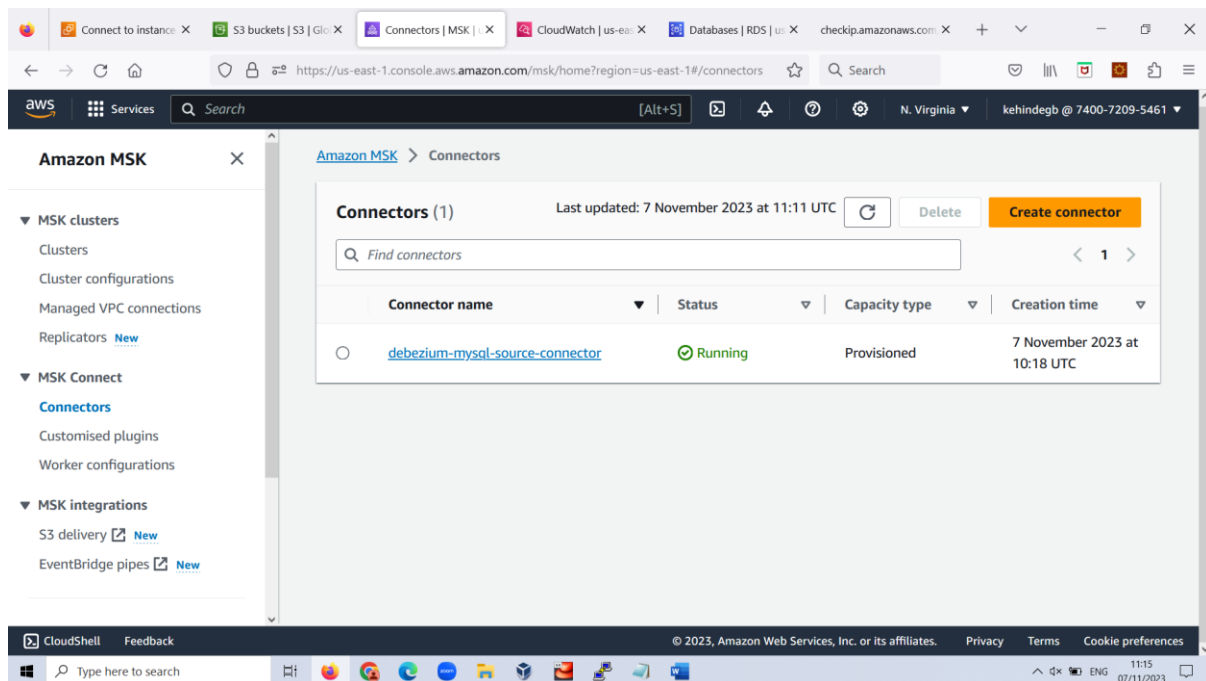 Connect to instance
S3 buckets | S3 | Glo
Connectors | MSK | u
CloudWatch | us-eas
Databases | RDS | us
checkip.amazonaws.com
https://us-east-1.console.aws.amazon.com/msk/home?region=us-east-1#/connectors
Search
aws
Services
Search
[Alt+S]
N. Virginia
kehindegb @ 7400-7209-5461
Amazon MSK
MSK clusters
Clusters
Cluster configurations
Managed VPC connections
Replicators New
MSK Connect
Connectors
Customised plugins
Worker configurations
MSK integrations
S3 delivery New
EventBridge pipes New
Amazon MSK > Connectors
Connectors (1)
Last updated: 7 November 2023 at 11:11 UTC
Delete
Create connector
Find connectors
1
Connector name
Status
Capacity type
Creation time
debezium-mysql-source-connector
Running
Provisioned
7 November 2023 at
10:18 UTC
CloudShell
Feedback
© 2023, Amazon Web Services, Inc. or its affiliates.
Privacy
Terms
Cookie preferences
Type here to search
ENG
11:15
07/11/2023